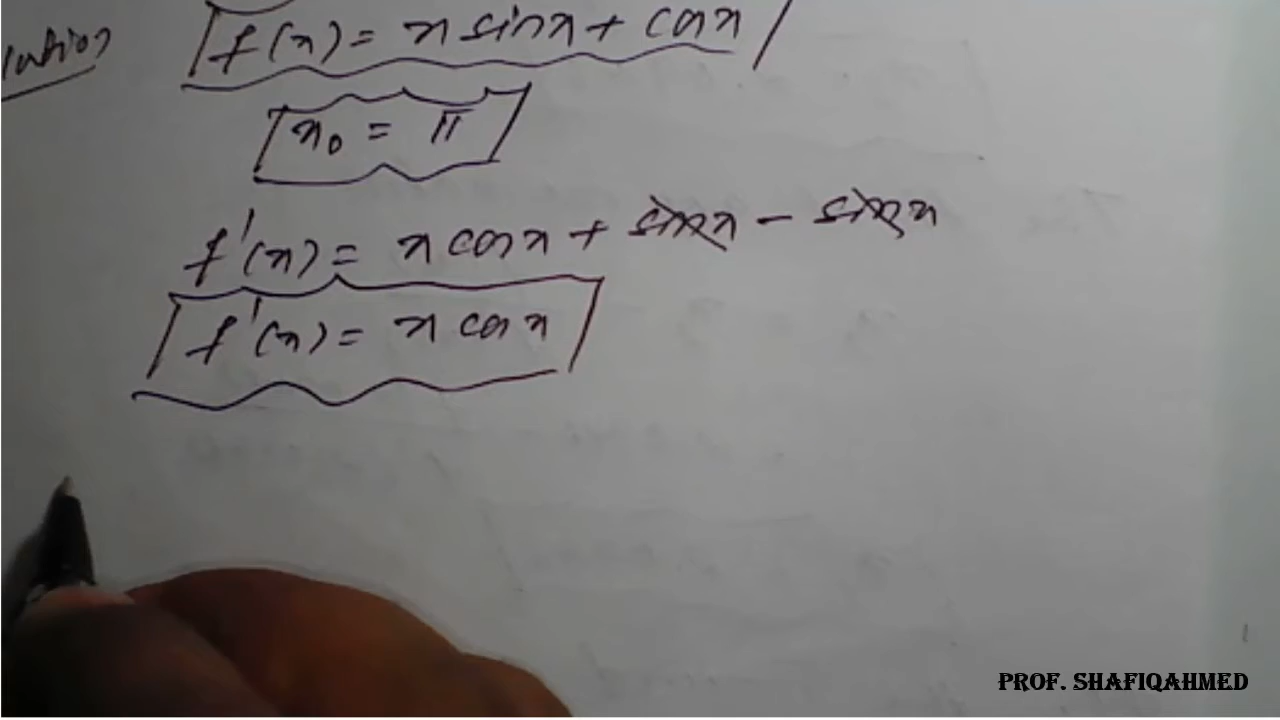 f(x) = x sinx + cosx
x₀ = π
f'(x) = x cosx + sinx - sinx
f'(x) = x cosx
PROF. SHAFIQAHMED